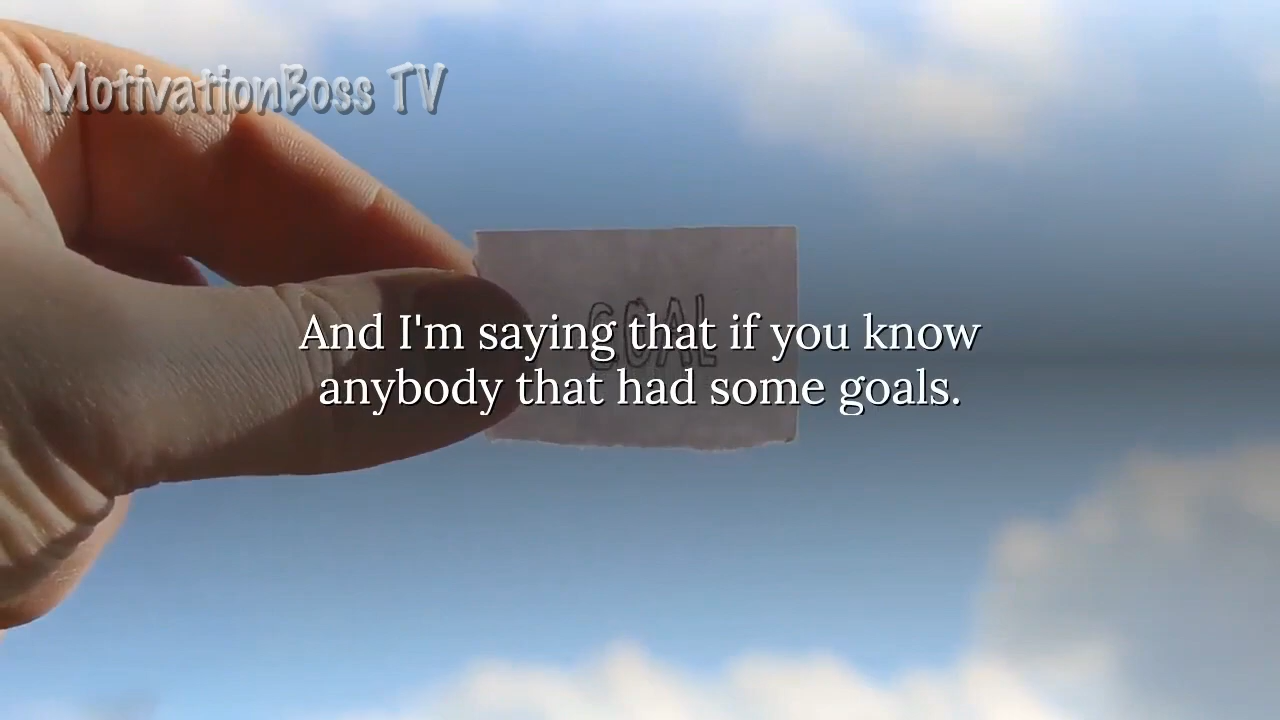 MotivationBoss TV
GOAL
And I'm saying that if you know
anybody that had some goals.